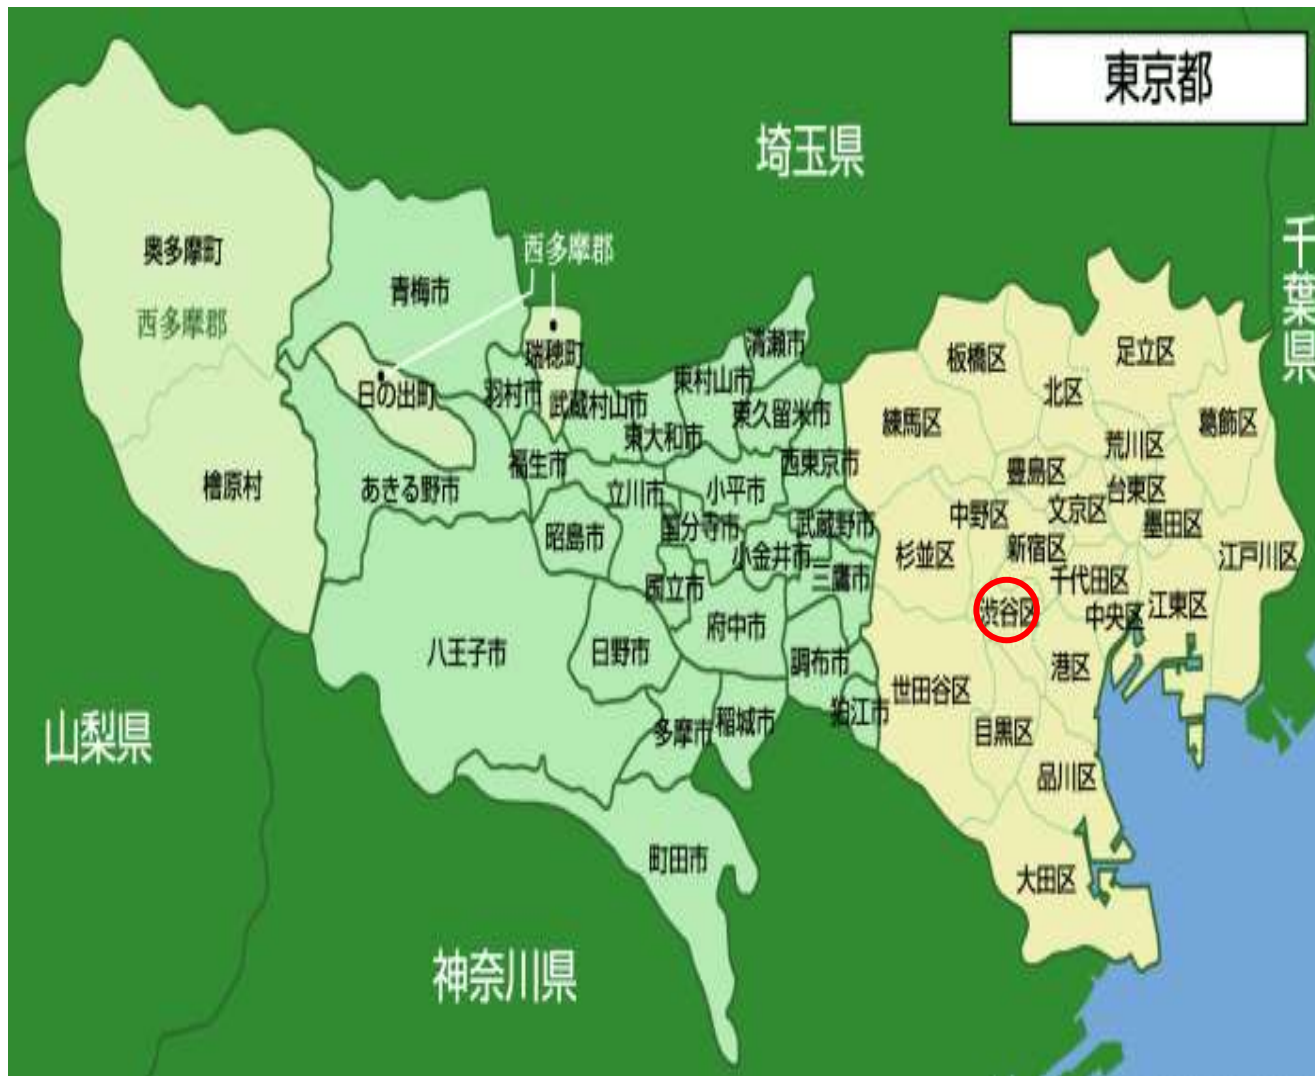 東京都
埼玉県
千葉県
奥多摩町
西多摩郡
西多摩郡
青梅市
瑞穂町
日の出町
羽村市
武蔵村山市
東大和市
東村山市
清瀬市
東久留米市
檜原村
あきる野市
福生市
立川市
小平市
西東京市
昭島市
国分寺市
小金井市
武蔵野市
三鷹市
国立市
府中市
八王子市
日野市
調布市
狛江市
多摩市
稲城市
町田市
板橋区
足立区
北区
練馬区
葛飾区
荒川区
豊島区
台東区
中野区
文京区
墨田区
杉並区
新宿区
江戸川区
千代田区
渋谷区
中央区
江東区
世田谷区
港区
目黒区
品川区
大田区
山梨県
神奈川県